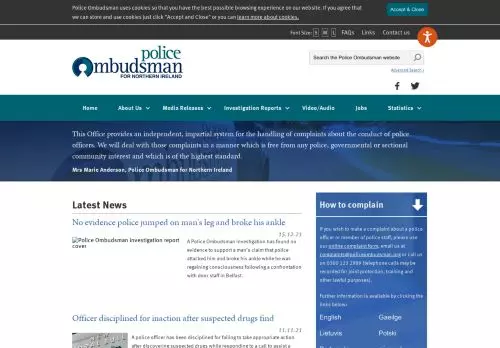 Police Ombudsman uses cookies so that you have the best possible browsing experience on our website. If you agree that
we can store and use cookies just click "Accept and Close" or you can learn more about cookies.
Accept & Close
Font Size: S M L FAQs Links Contact us
police
Ombudsman
FOR NORTHERN IRELAND
Search the Police Ombudsman website
Advanced Search
Home About Us Media Releases Investigation Reports Video/Audio Jobs Statistics
This Office provides an independent, impartial system for the handling of complaints about the conduct of police
officers. We will deal with those complaints in a manner which is free from any police, governmental or sectional
community interest and which is of the highest standard.
Mrs Marie Anderson, Police Ombudsman for Northern Ireland
Latest News
No evidence police jumped on man's leg and broke his ankle
15.12.21
Police Ombudsman investigation report
cover
A Police Ombudsman investigation has found no
evidence to support a man's claim that police
attacked him and broke his ankle while he was
regaining consciousness following a confrontation
with door staff in Belfast.
Officer disciplined for inaction after suspected drugs find
11.11.21
A police officer has been disciplined for failing to take appropriate
action after discovering suspected drugs while responding to a call to assist a
How to complain
If you wish to make a complaint about a police
officer or member of police staff, please use
our online complaint form, email us at
complaints@policeombudsman.org or call us
on 0300 123 2989 (telephone calls may be
recorded for joint protection, training and
other lawful purposes).
Further information is available by clicking the
links below:
English Gaeilge
Lietuvis Polski